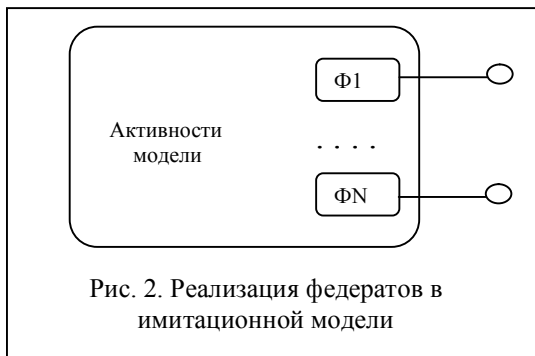 Ф1
Активности
модели
. . . .
ФN
Рис. 2. Реализация федератов в
имитационной модели